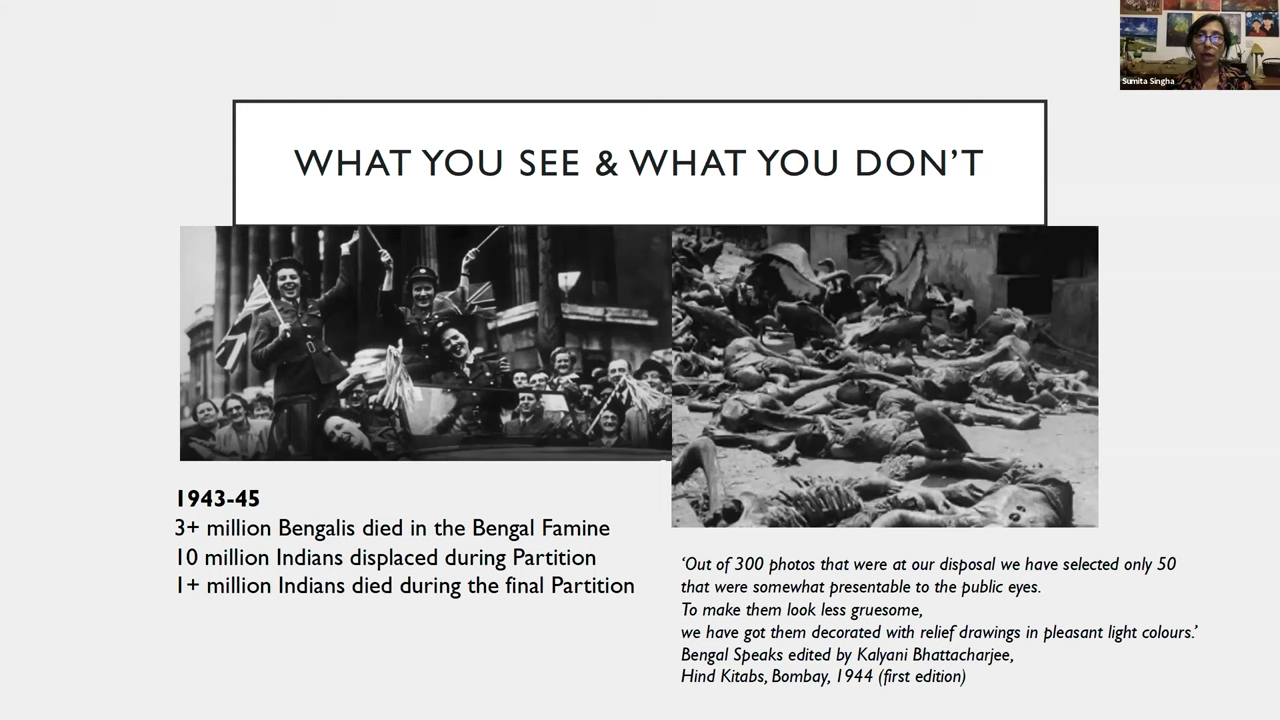 Sumita Singha
WHAT YOU SEE & WHAT YOU DON’T
1943-45
3+ million Bengalis died in the Bengal Famine
10 million Indians displaced during Partition
1+ million Indians died during the final Partition
‘Out of 300 photos that were at our disposal we have selected only 50
that were somewhat presentable to the public eyes.
To make them look less gruesome,
we have got them decorated with relief drawings in pleasant light colours.’
Bengal Speaks edited by Kalyani Bhattacharjee,
Hind Kitabs, Bombay, 1944 (first edition)